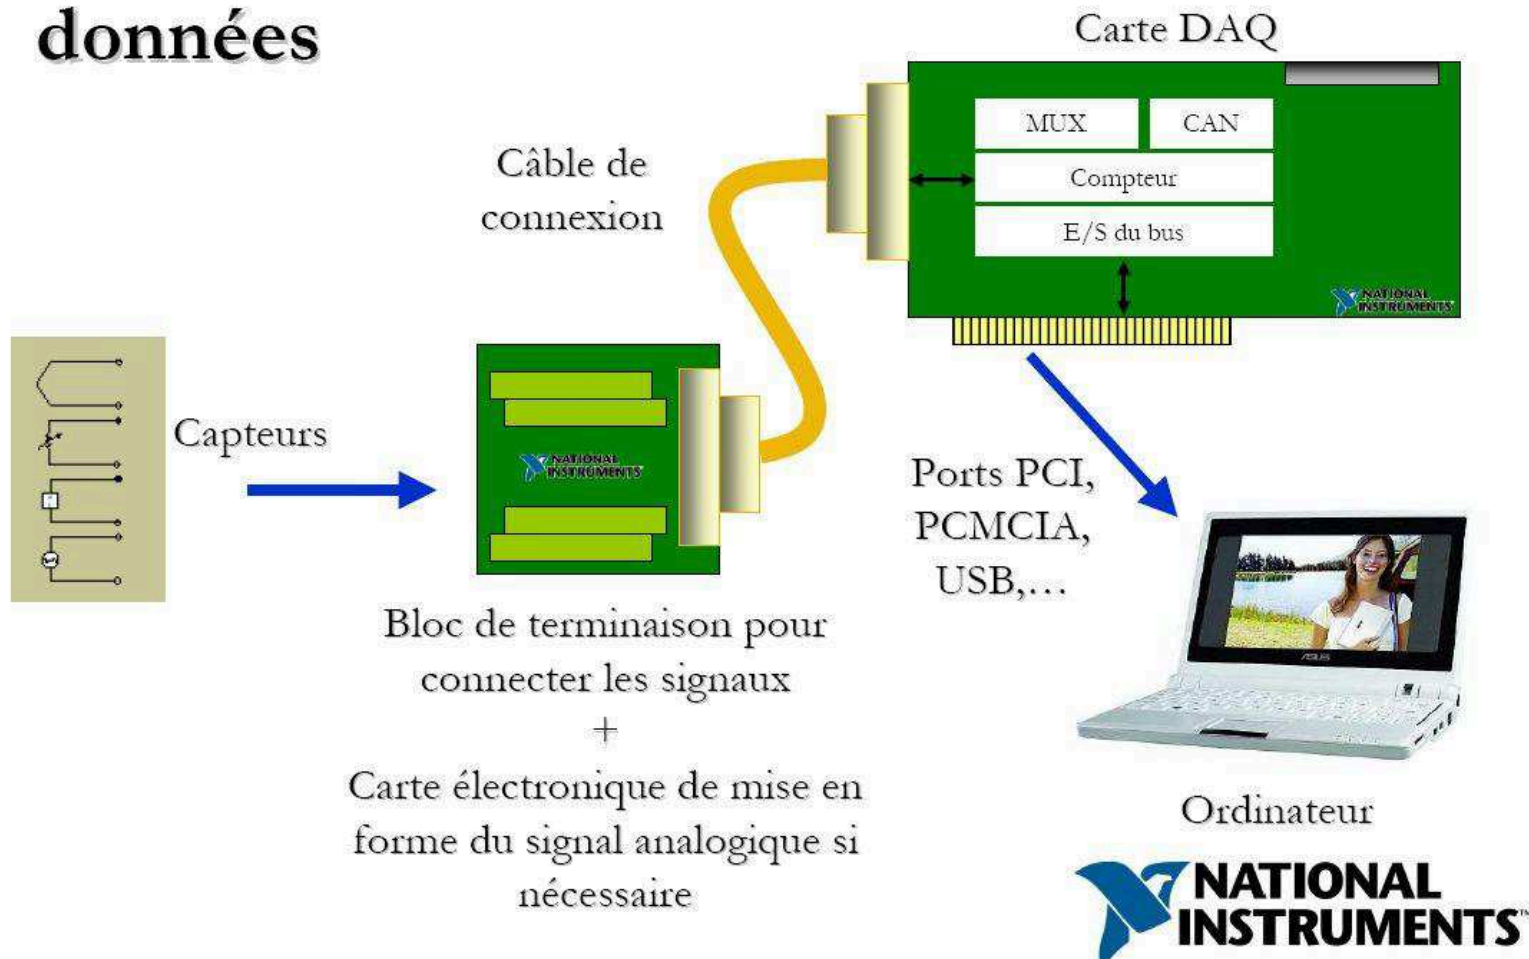 données
Carte DAQ
MUX
CAN
Câble de
connexion
Compteur
E/S du bus
NATIONAL
INSTRUMENTS
Capteurs
NATIONAL
INSTRUMENTS
Ports PCI,
PCMCIA,
USB,...
Bloc de terminaison pour
connecter les signaux
+
Carte électronique de mise en
forme du signal analogique si
nécessaire
ASUS
Ordinateur
NATIONAL
INSTRUMENTS™